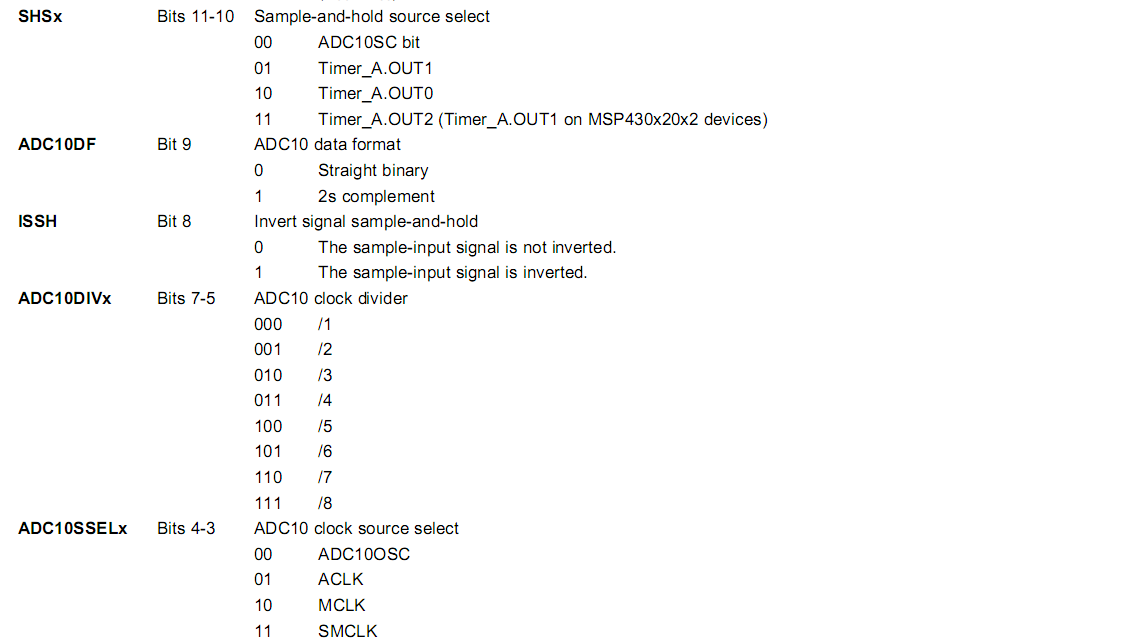 SHSx Bits 11-10 Sample-and-hold source select
00 ADC10SC bit
01 Timer_A.OUT1
10 Timer_A.OUT0
11 Timer_A.OUT2 (Timer_A.OUT1 on MSP430x20x2 devices)
ADC10DF Bit 9 ADC10 data format
0 Straight binary
1 2s complement
ISSH Bit 8 Invert signal sample-and-hold
0 The sample-input signal is not inverted.
1 The sample-input signal is inverted.
ADC10DIVx Bits 7-5 ADC10 clock divider
000 /1
001 /2
010 /3
011 /4
100 /5
101 /6
110 /7
111 /8
ADC10SSELx Bits 4-3 ADC10 clock source select
00 ADC10OSC
01 ACLK
10 MCLK
11 SMCLK